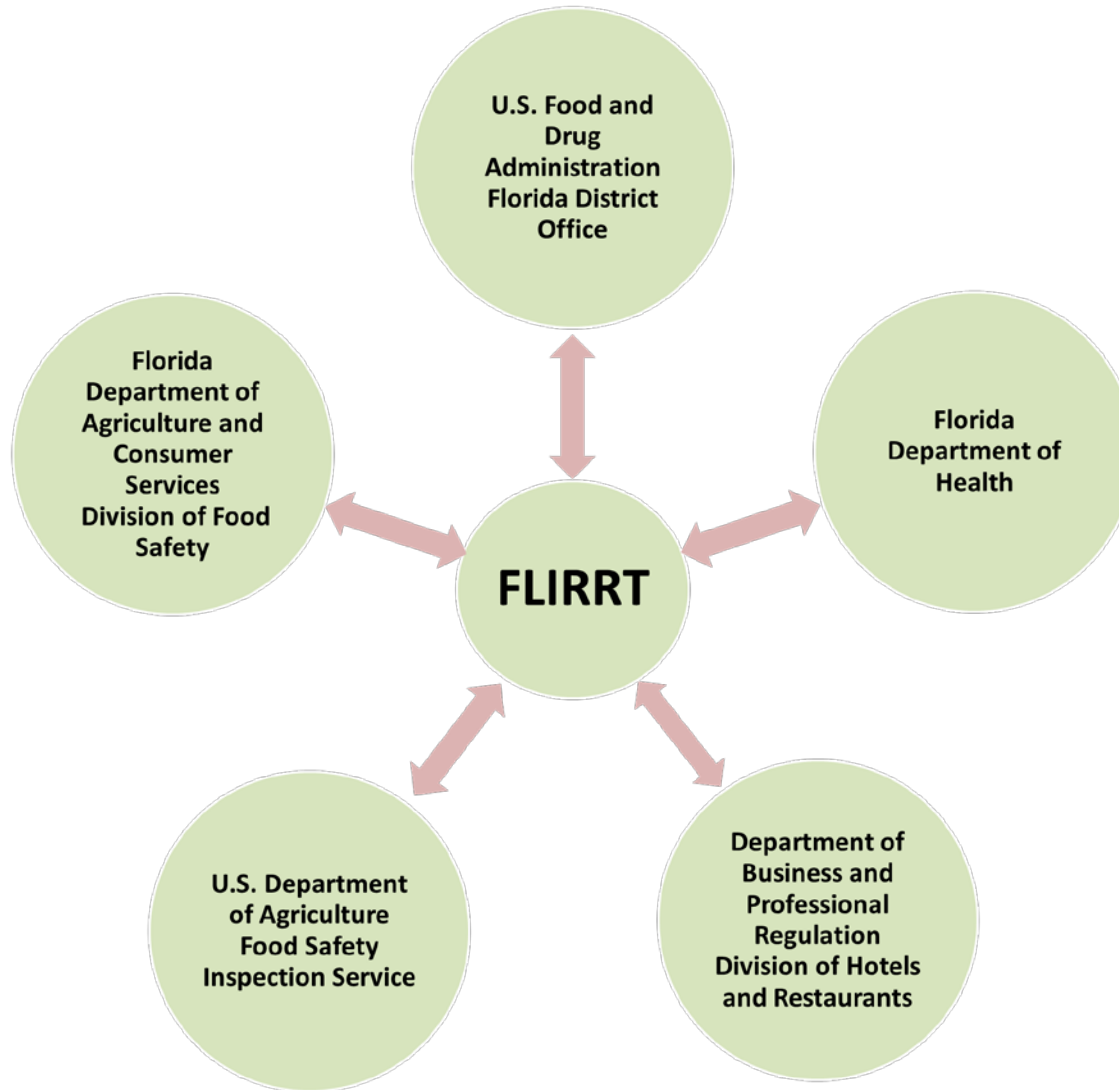 U.S. Food and
Drug
Administration
Florida District
Office
Florida
Department of
Agriculture and
Consumer
Services
Division of Food
Safety
Florida
Department of
Health
FLIRRT
U.S. Department
of Agriculture
Food Safety
Inspection Service
Department of
Business and
Professional
Regulation
Division of Hotels
and Restaurants